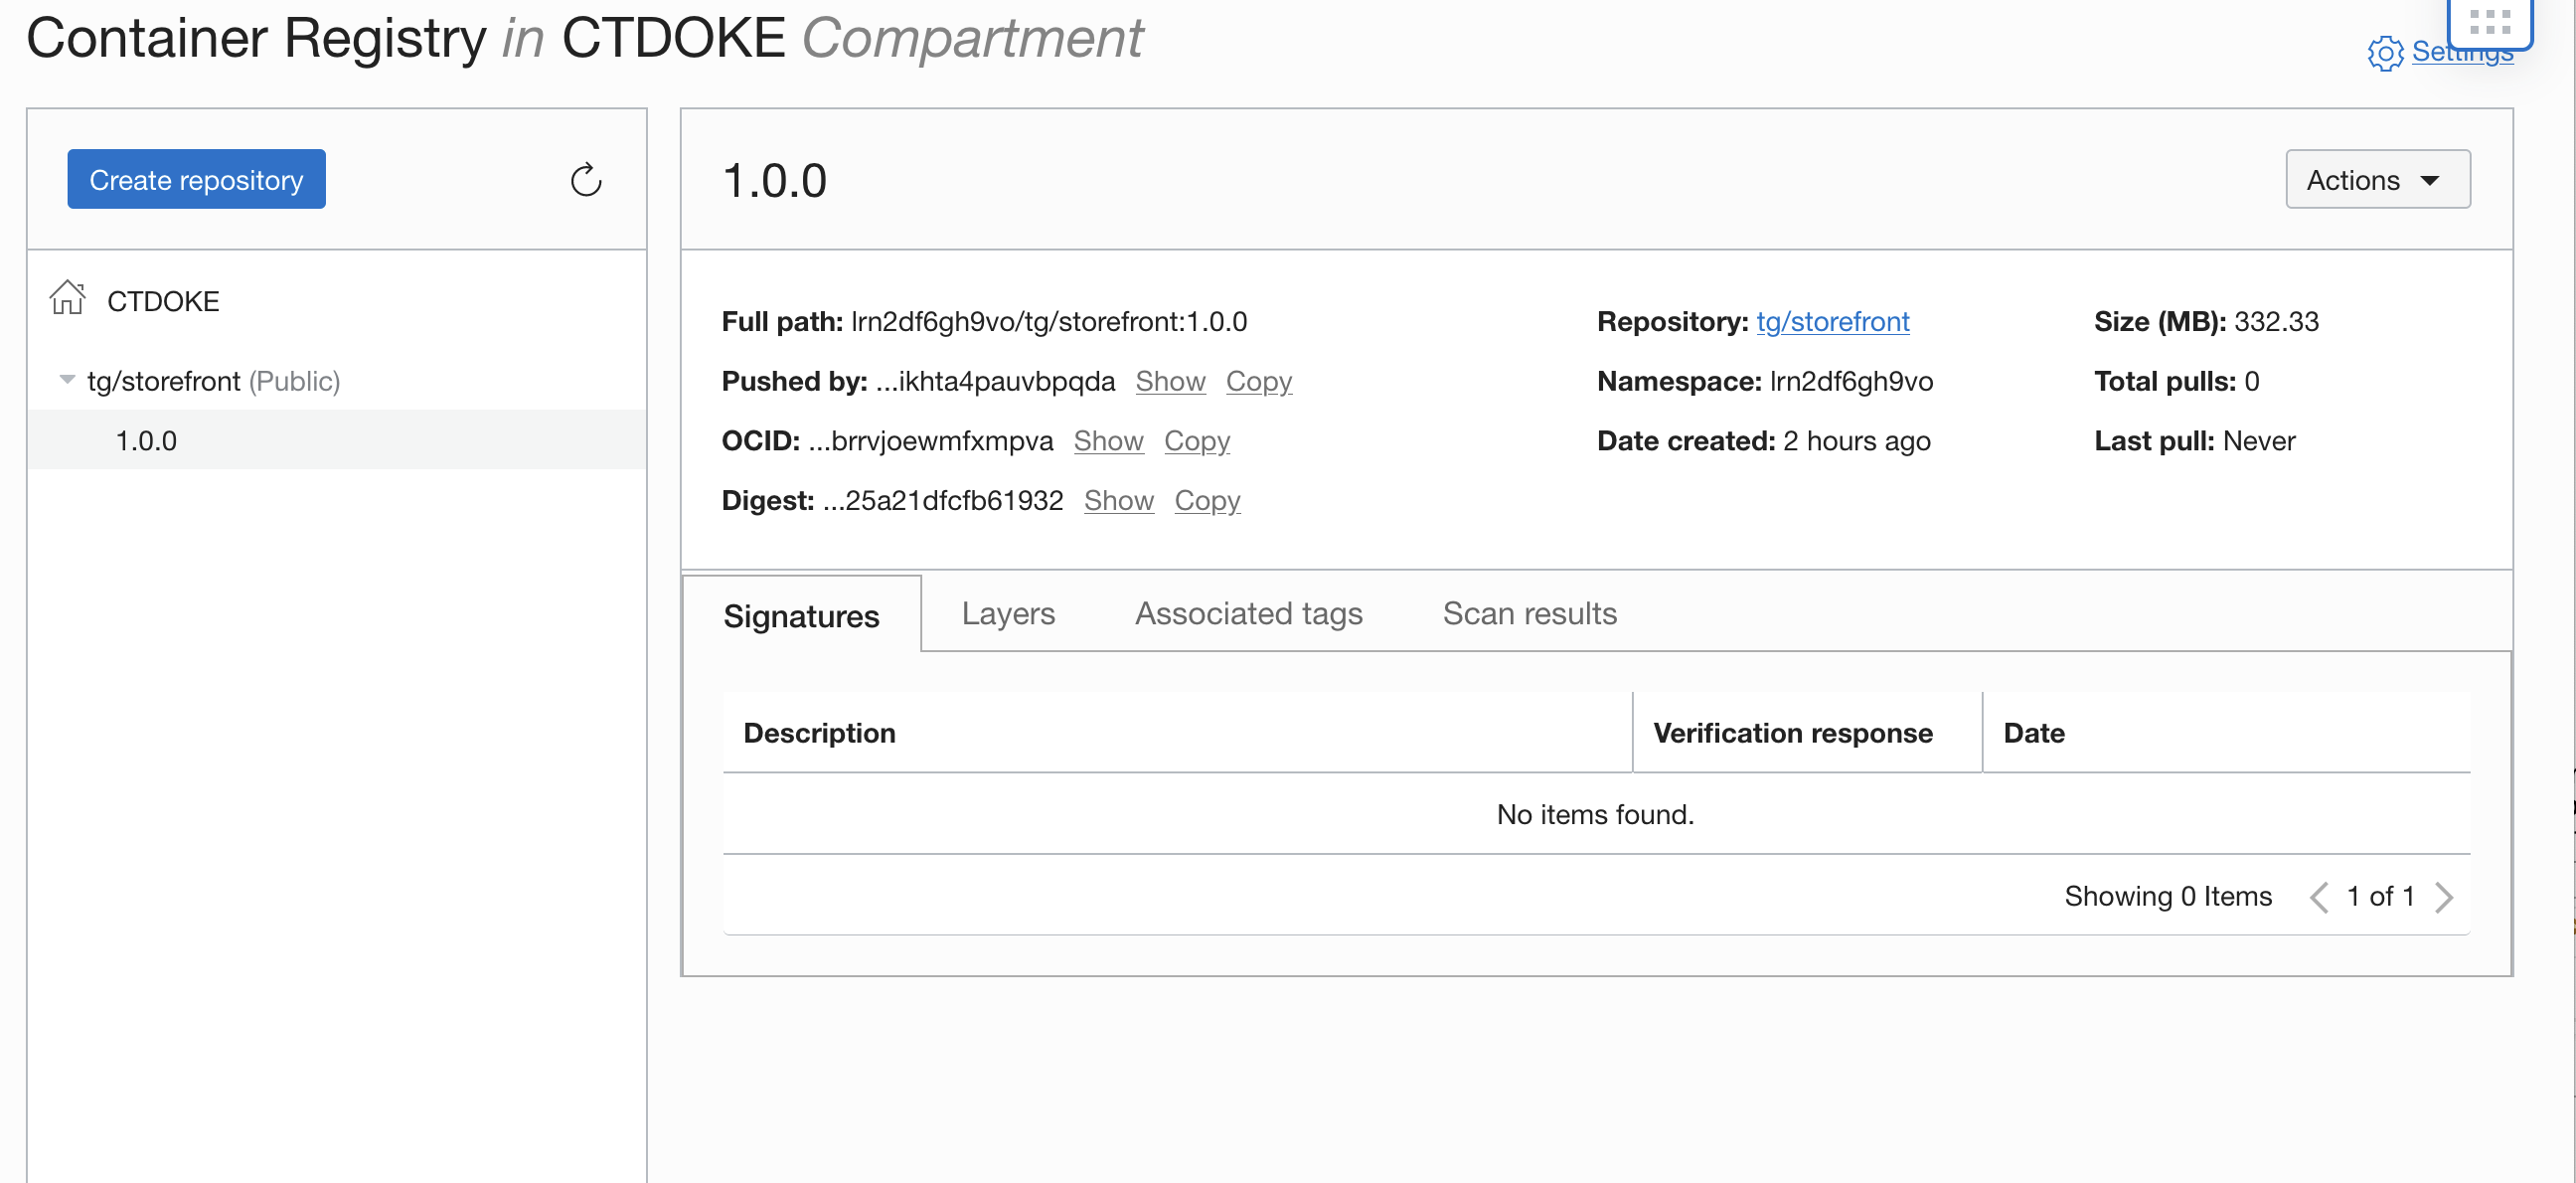 Container Registry in CTDOKE Compartment
Settings
Create repository
CTDOKE
tg/storefront (Public)
1.0.0
1.0.0
Actions
Full path: lrn2df6gh9vo/tg/storefront:1.0.0
Pushed by: ...ikhta4pauvbpqda Show Copy
OCID: ...brrvjoewmfxmpva Show Copy
Digest: ...25a21dfcfb61932 Show Copy
Repository: tg/storefront
Namespace: lrn2df6gh9vo
Date created: 2 hours ago
Size (MB): 332.33
Total pulls: 0
Last pull: Never
Signatures Layers Associated tags Scan results
Description Verification response Date
No items found.
Showing 0 Items 1 of 1